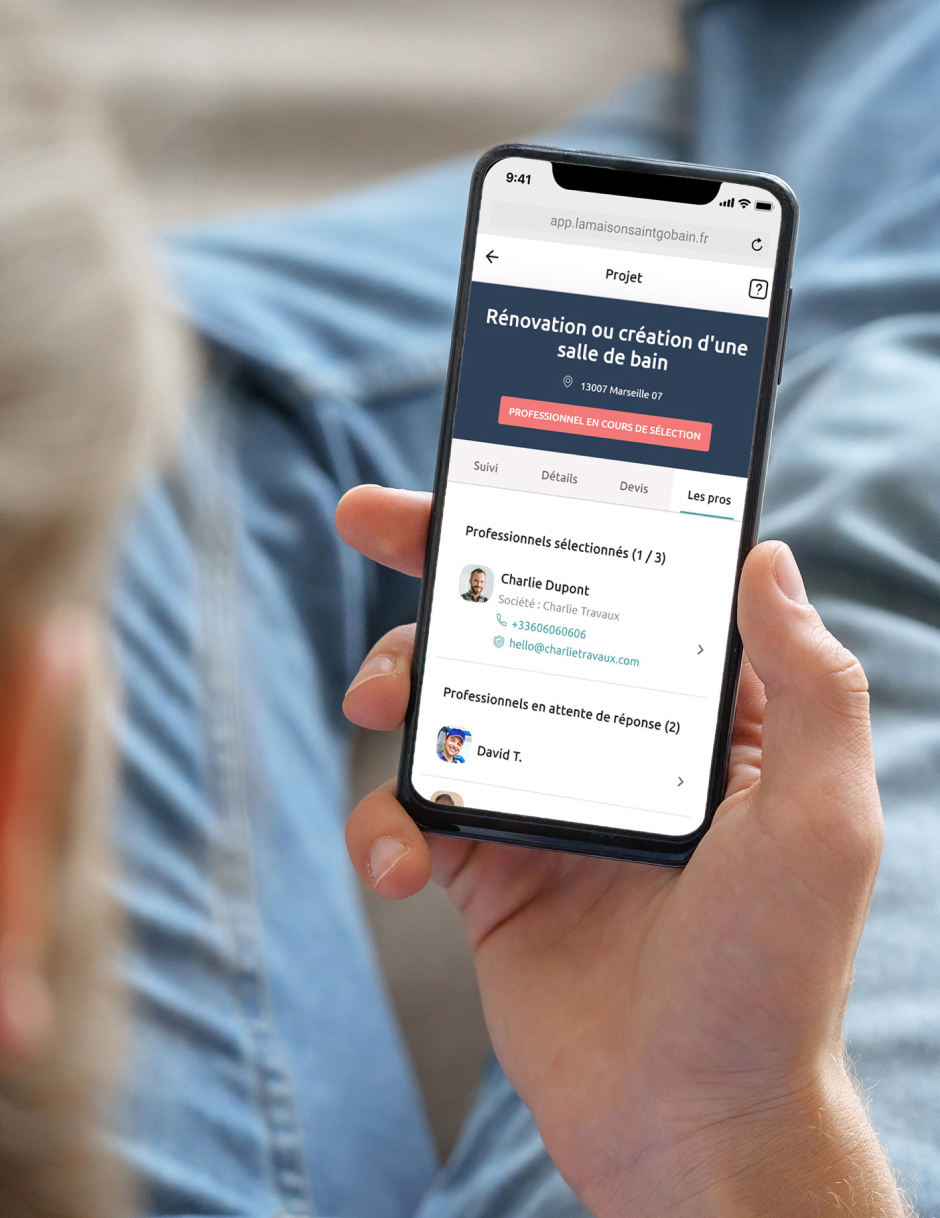 9:41
app.lamaisonsaintgobain.fr
Projet
?
Rénovation ou création d'une
salle de bain
13007 Marseille 07
PROFESSIONNEL EN COURS DE SÉLECTION
Suivi Détails Devis Les pros
Professionnels sélectionnés (1 / 3)
Charlie Dupont
Société : Charlie Travaux
+33606060606
hello@charlietravaux.com
Professionnels en attente de réponse (2)
David T.